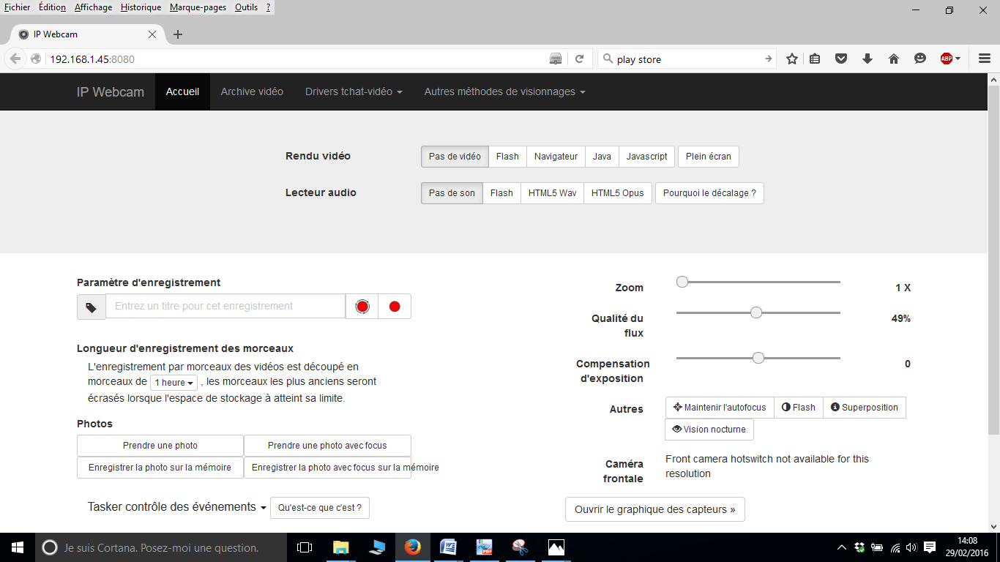 Fichier Édition Affichage Historique Marque-pages Outils ?
IP Webcam
192.168.1.45:8080
play store
ABP
IP Webcam Accueil Archive vidéo Drivers tchat-vidéo Autres méthodes de visionnages
Rendu vidéo Pas de vidéo Flash Navigateur Java Javascript Plein écran
Lecteur audio Pas de son Flash HTML5 Wav HTML5 Opus Pourquoi le décalage ?
Paramètre d'enregistrement
Entrez un titre pour cet enregistrement
Longueur d'enregistrement des morceaux
L'enregistrement par morceaux des vidéos est découpé en
morceaux de 1 heure , les morceaux les plus anciens seront
écrasés lorsque l'espace de stockage à atteint sa limite.
Photos
Prendre une photo Prendre une photo avec focus
Enregistrer la photo sur la mémoire Enregistrer la photo avec focus sur la mémoire
Tasker contrôle des événements Qu'est-ce que c'est ?
Zoom 1 X
Qualité du
flux 49%
Compensation
d'exposition 0
Autres Maintenir l'autofocus Flash Superposition
Vision nocturne
Caméra
frontale
Front camera hotswitch not available for this
resolution
Ouvrir le graphique des capteurs »
Je suis Cortana. Posez-moi une question.
14:08
29/02/2016